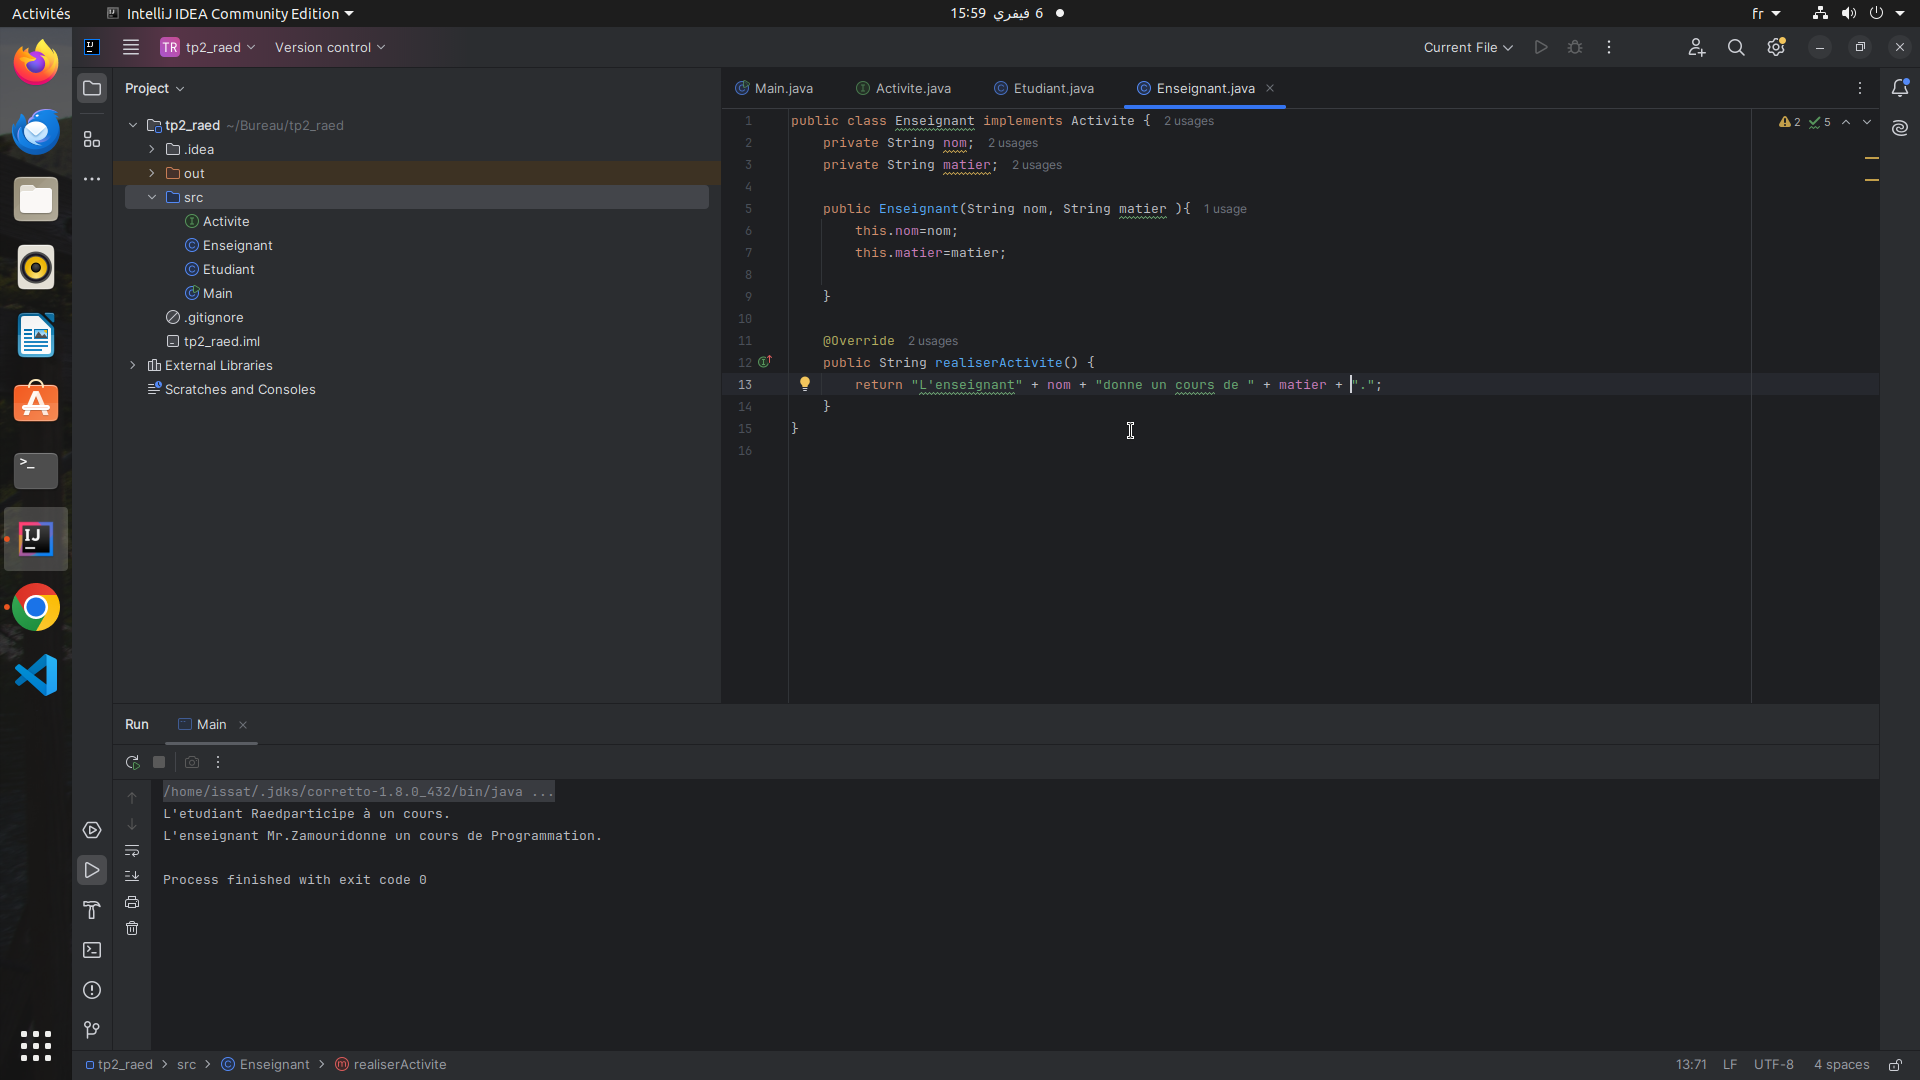 Activités
IntelliJ IDEA Community Edition
15:59 6 فيفري
fr
IJ
TR tp2_raed
Version control
Current File
Project
Main.java
Activite.java
Etudiant.java
Enseignant.java
tp2_raed ~/Bureau/tp2_raed
.idea
out
src
Activite
Enseignant
Etudiant
Main
.gitignore
tp2_raed.iml
External Libraries
Scratches and Consoles
2 5
1 public class Enseignant implements Activite { 2 usages
2 private String nom; 2 usages
3 private String matier; 2 usages
4
5 public Enseignant(String nom, String matier ){ 1 usage
6 this.nom=nom;
7 this.matier=matier;
8
9 }
10
11 @Override 2 usages
12 public String realiserActivite() {
13 return "L'enseignant" + nom + "donne un cours de " + matier + ".";
14 }
15 }
16
IJ
Run
Main
/home/issat/.jdks/corretto-1.8.0_432/bin/java ...
L'etudiant Raedparticipe à un cours.
L'enseignant Mr.Zamouridonne un cours de Programmation.
Process finished with exit code 0
tp2_raed > src > Enseignant > realiserActivite
13:71 LF UTF-8 4 spaces